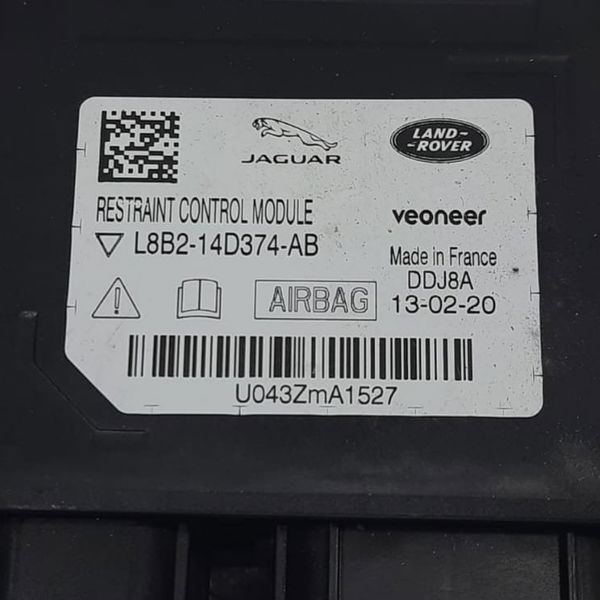 JAGUAR
LAND-
-ROVER
RESTRAINT CONTROL MODULE
veoneer
L8B2-14D374-AB
Made in France
DDJ8A
AIRBAG
13-02-20
U043ZmA1527